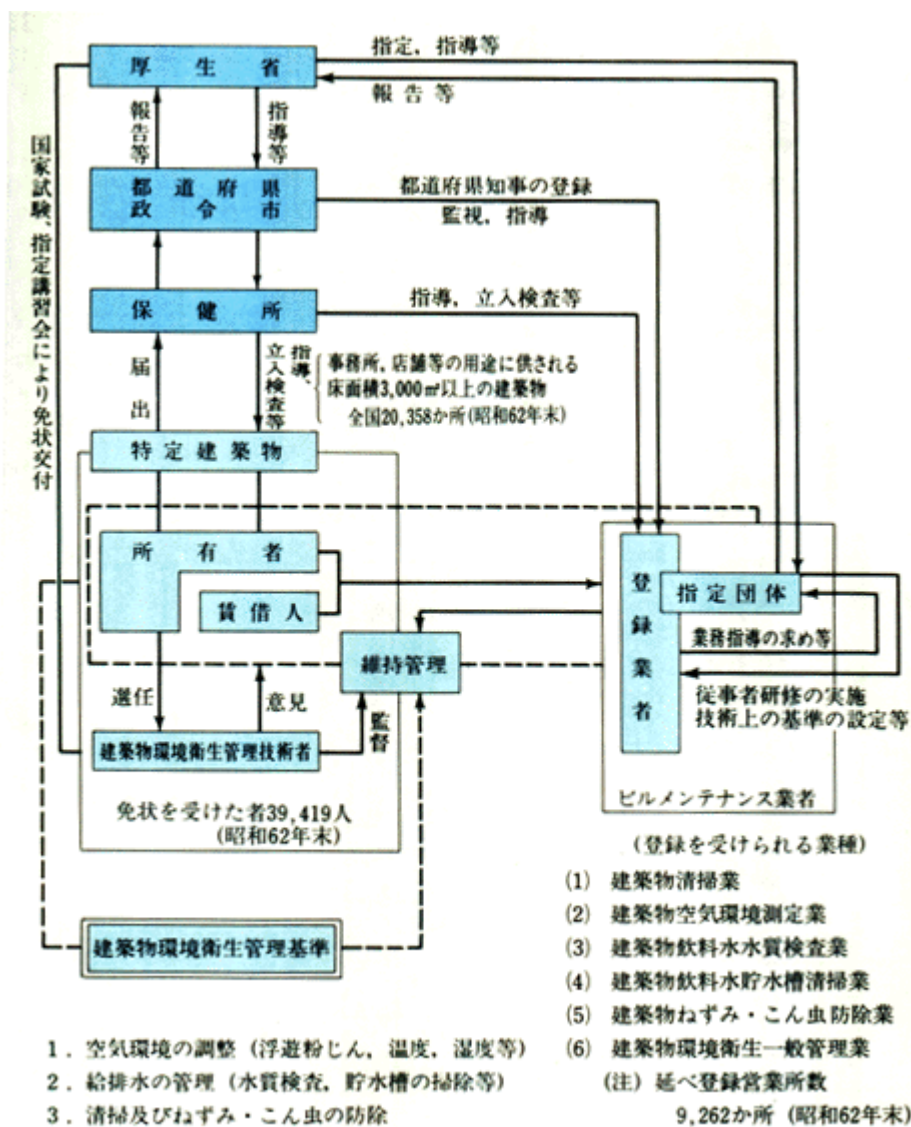 指定，指導等
厚生省
報告等
報告等
指導等
国家試験、指定講習会により免状交付
都道府県
政令市
都道府県知事の登録
監視，指導
保健所
指導，立入検査等
届出
指導、
立入検査等
事務所，店舗等の用途に供される
床面積3,000㎡以上の建築物
全国20,358か所(昭和62年末)
特定建築物
所有者
賃借人
登録業者
指定団体
業務指導の求め等
維持管理
従事者研修の実施
技術上の基準の設定等
選任
意見
監督
建築物環境衛生管理技術者
免状を受けた者39,419人
(昭和62年末)
ビルメンテナンス業者
(登録を受けられる業種)
(1) 建築物清掃業
(2) 建築物空気環境測定業
(3) 建築物飲料水水質検査業
(4) 建築物飲料水貯水槽清掃業
(5) 建築物ねずみ・こん虫防除業
(6) 建築物環境衛生一般管理業
(注) 延べ登録営業所数
9,262か所 (昭和62年末)
建築物環境衛生管理基準
1．空気環境の調整 (浮遊粉じん，温度，湿度等)
2．給排水の管理 (水質検査，貯水槽の掃除等)
3．清掃及びねずみ・こん虫の防除